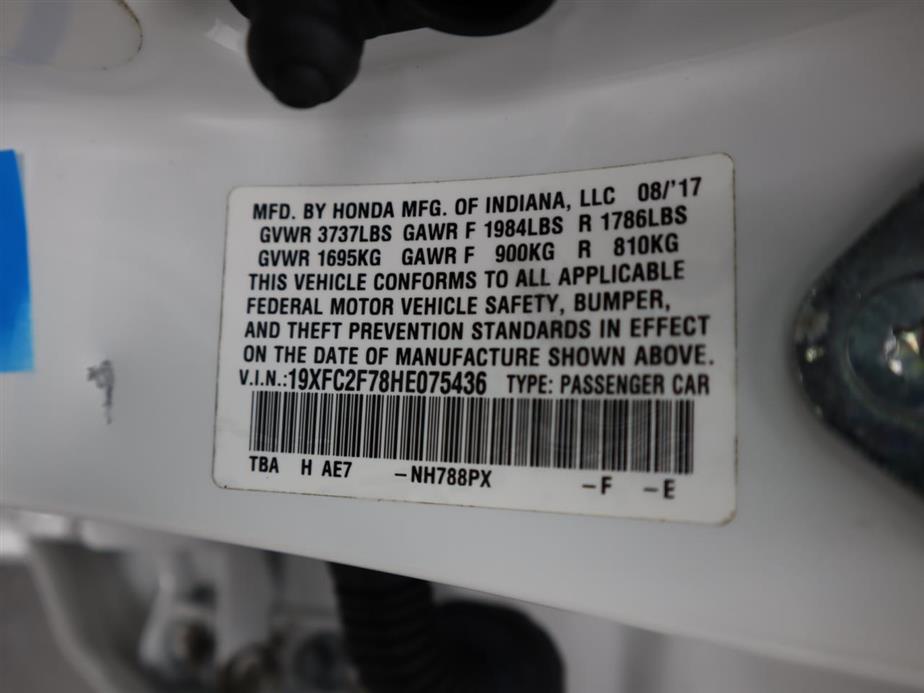 MFD. BY HONDA MFG. OF INDIANA, LLC 08/'17
GVWR 3737LBS GAWR F 1984LBS R 1786LBS
GVWR 1695KG GAWR F 900KG R 810KG
THIS VEHICLE CONFORMS TO ALL APPLICABLE
FEDERAL MOTOR VEHICLE SAFETY, BUMPER,
AND THEFT PREVENTION STANDARDS IN EFFECT
ON THE DATE OF MANUFACTURE SHOWN ABOVE.
V.I.N.:19XFC2F78HE075436 TYPE: PASSENGER CAR
TBA H AE7 -NH788PX -F -E